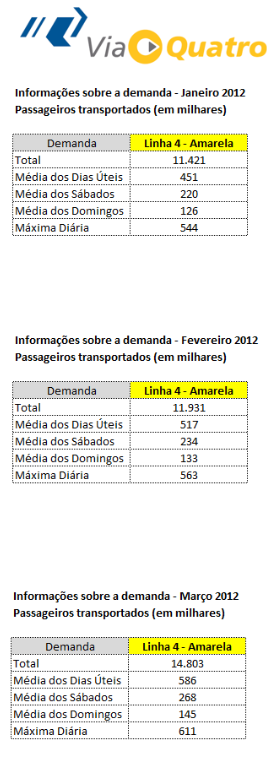 ViaQuatro
Informações sobre a demanda - Janeiro 2012
Passageiros transportados (em milhares)
Demanda Linha 4 - Amarela
Total 11.421
Média dos Dias Úteis 451
Média dos Sábados 220
Média dos Domingos 126
Máxima Diária 544
Informações sobre a demanda - Fevereiro 2012
Passageiros transportados (em milhares)
Demanda Linha 4 - Amarela
Total 11.931
Média dos Dias Úteis 517
Média dos Sábados 234
Média dos Domingos 133
Máxima Diária 563
Informações sobre a demanda - Março 2012
Passageiros transportados (em milhares)
Demanda Linha 4 - Amarela
Total 14.803
Média dos Dias Úteis 586
Média dos Sábados 268
Média dos Domingos 145
Máxima Diária 611